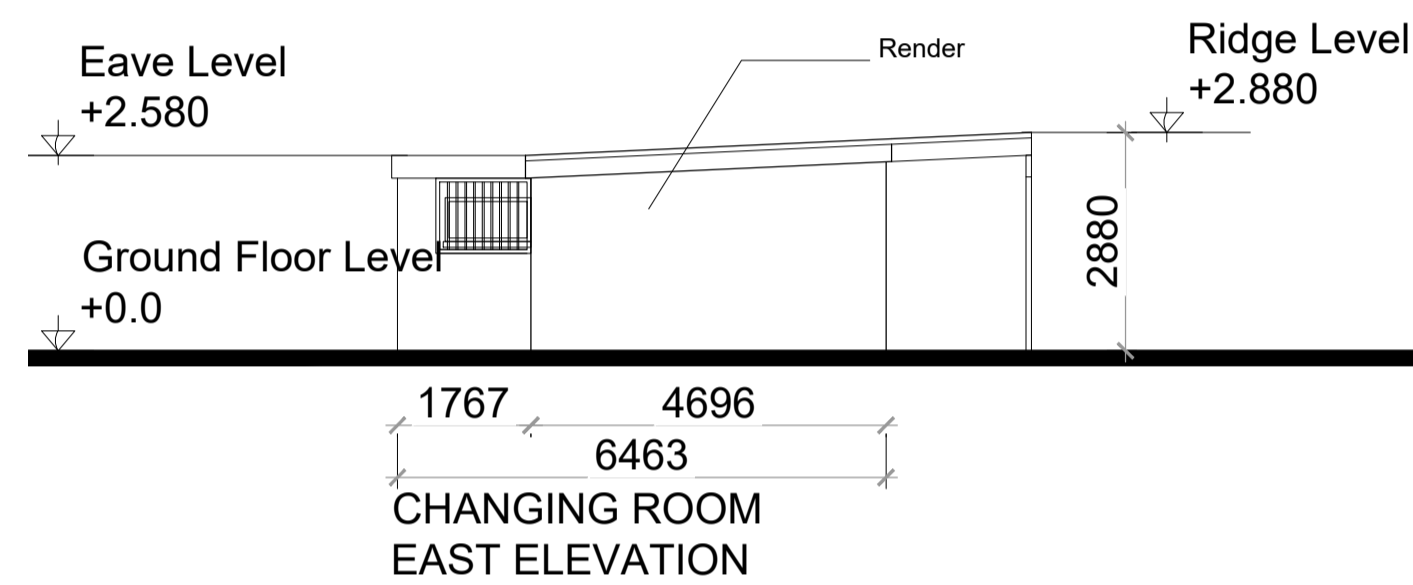 Eave Level
+2.580
Render
Ridge Level
+2.880
Ground Floor Level
+0.0
2880
1767
4696
6463
CHANGING ROOM
EAST ELEVATION